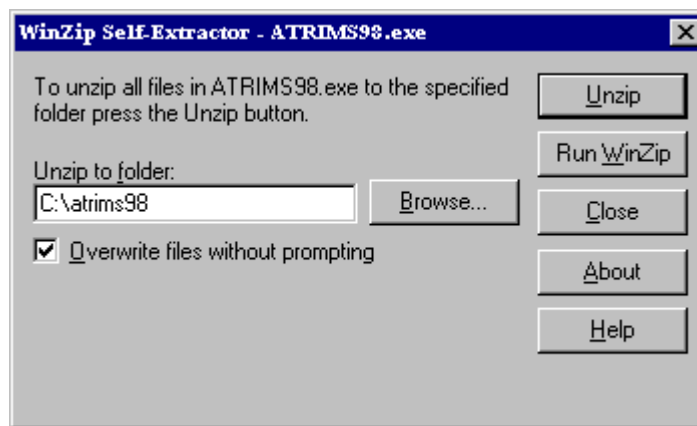 WinZip Self-Extractor - ATRIMS98.exe
To unzip all files in ATRIMS98.exe to the specified
folder press the Unzip button.
Unzip to folder:
C:\atrims98
Browse...
Overwrite files without prompting
Unzip
Run WinZip
Close
About
Help